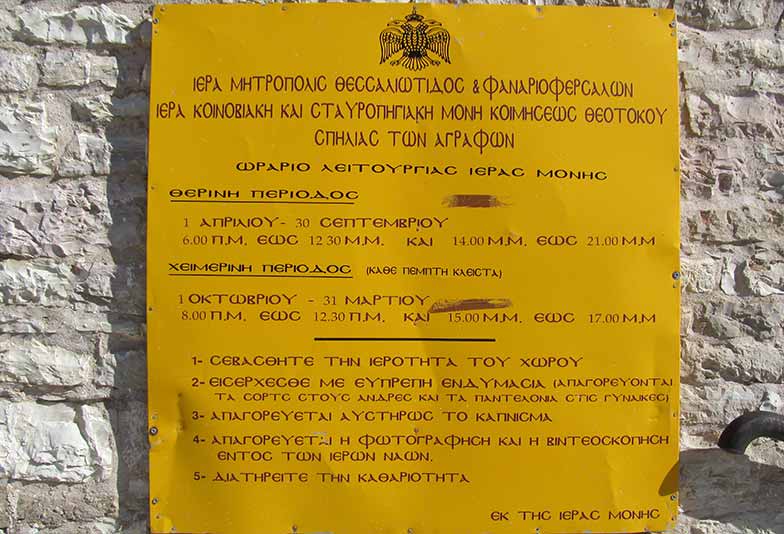 ΙΕΡΑ ΜΗΤΡΟΠΟΛΙΣ ΘΕΣΣΑΛΙΩΤΙΔΟΣ & ΦΑΝΑΡΙΟΦΕΡΣΑΛΩΝ
ΙΕΡΑ ΚΟΙΝΟΒΙΑΚΗ ΚΑΙ ΣΤΑΥΡΟΠΗΓΙΑΚΗ ΜΟΝΗ ΚΟΙΜΗΣΕΩΣ ΘΕΟΤΟΚΟΥ
ΣΠΗΛΙΑΣ ΤΩΝ ΑΓΡΑΦΩΝ
ΩΡΑΡΙΟ ΛΕΙΤΟΥΡΓΙΑΣ ΙΕΡΑΣ ΜΟΝΗΣ
ΘΕΡΙΝΗ ΠΕΡΙΟΔΟΣ
1 ΑΠΡΙΛΙΟΥ - 30 ΣΕΠΤΕΜΒΡΙΟΥ
6.00 Π.Μ. ΕΩΣ 12 30 Μ.Μ. ΚΑΙ 14.00 Μ.Μ. ΕΩΣ 21.00 Μ.Μ
ΧΕΙΜΕΡΙΝΗ ΠΕΡΙΟΔΟΣ (ΚΑΘΕ ΠΕΜΠΤΗ ΚΛΕΙΣΤΑ)
1 ΟΚΤΩΒΡΙΟΥ - 31 ΜΑΡΤΙΟΥ
8.00 Π.Μ. ΕΩΣ 12.30 Π.Μ. ΚΑΙ 15.00 Μ.Μ. ΕΩΣ 17.00 Μ.Μ
1- ΣΕΒΑΣΘΗΤΕ ΤΗΝ ΙΕΡΟΤΗΤΑ ΤΟΥ ΧΩΡΟΥ
2- ΕΙΣΕΡΧΕΣΘΕ ΜΕ ΕΥΠΡΕΠΗ ΕΝΔΥΜΑΣΙΑ (ΑΠΑΓΟΡΕΥΟΝΤΑΙ
ΤΑ ΣΟΡΤΣ ΣΤΟΥΣ ΑΝΔΡΕΣ ΚΑΙ ΤΑ ΠΑΝΤΕΛΟΝΙΑ ΣΤΙΣ ΓΥΝΑΙΚΕΣ)
3- ΑΠΑΓΟΡΕΥΕΤΑΙ ΑΥΣΤΗΡΩΣ ΤΟ ΚΑΠΝΙΣΜΑ
4- ΑΠΑΓΟΡΕΥΕΤΑΙ Η ΦΩΤΟΓΡΑΦΗΣΗ ΚΑΙ Η ΒΙΝΤΕΟΣΚΟΠΗΣΗ
ΕΝΤΟΣ ΤΩΝ ΙΕΡΩΝ ΝΑΩΝ.
5- ΔΙΑΤΗΡΕΙΤΕ ΤΗΝ ΚΑΘΑΡΙΟΤΗΤΑ
ΕΚ ΤΗΣ ΙΕΡΑΣ ΜΟΝΗΣ